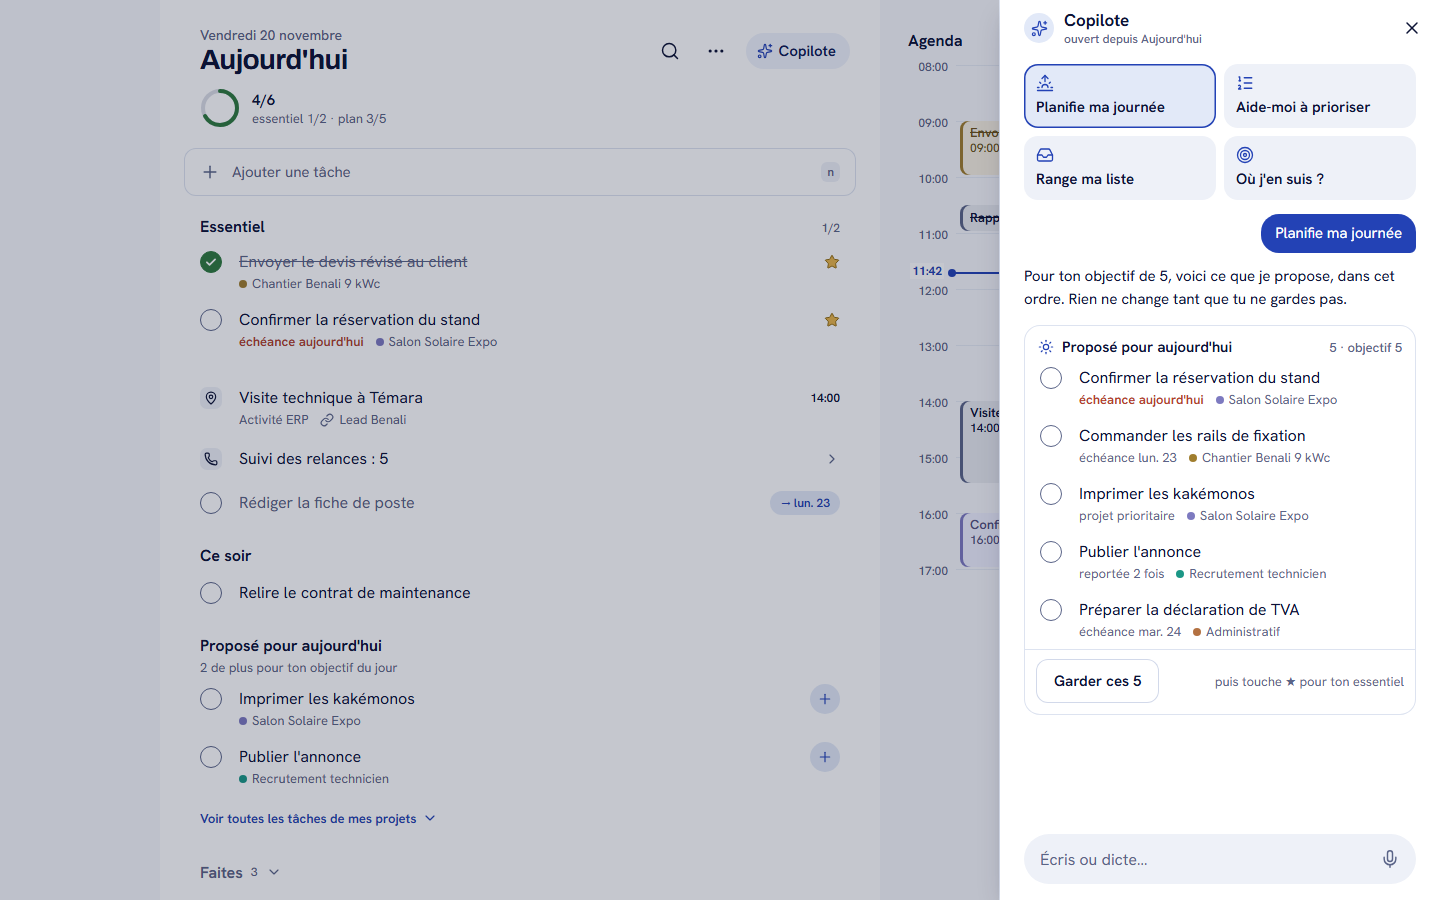 Vendredi 20 novembre
Aujourd'hui
Copilote
4/6
essentiel 1/2 · plan 3/5
Ajouter une tâche
n
Essentiel
1/2
Envoyer le devis révisé au client
Chantier Benali 9 kWc
Confirmer la réservation du stand
échéance aujourd'hui Salon Solaire Expo
Visite technique à Témara
14:00
Activité ERP Lead Benali
Suivi des relances : 5
Rédiger la fiche de poste
→ lun. 23
Ce soir
Relire le contrat de maintenance
Proposé pour aujourd'hui
2 de plus pour ton objectif du jour
Imprimer les kakémonos
Salon Solaire Expo
Publier l'annonce
Recrutement technicien
Voir toutes les tâches de mes projets
Faites 3
Agenda
08:00
09:00
Envo
09:00
10:00
Rapp
11:00
11:42
12:00
13:00
14:00
Visite
14:00
15:00
16:00
Conf
16:00
17:00
Copilote
ouvert depuis Aujourd'hui
Planifie ma journée
Aide-moi à prioriser
Range ma liste
Où j'en suis ?
Planifie ma journée
Pour ton objectif de 5, voici ce que je propose, dans cet
ordre. Rien ne change tant que tu ne gardes pas.
Proposé pour aujourd'hui
5 · objectif 5
Confirmer la réservation du stand
échéance aujourd'hui Salon Solaire Expo
Commander les rails de fixation
échéance lun. 23 Chantier Benali 9 kWc
Imprimer les kakémonos
projet prioritaire Salon Solaire Expo
Publier l'annonce
reportée 2 fois Recrutement technicien
Préparer la déclaration de TVA
échéance mar. 24 Administratif
Garder ces 5
puis touche ★ pour ton essentiel
Écris ou dicte...